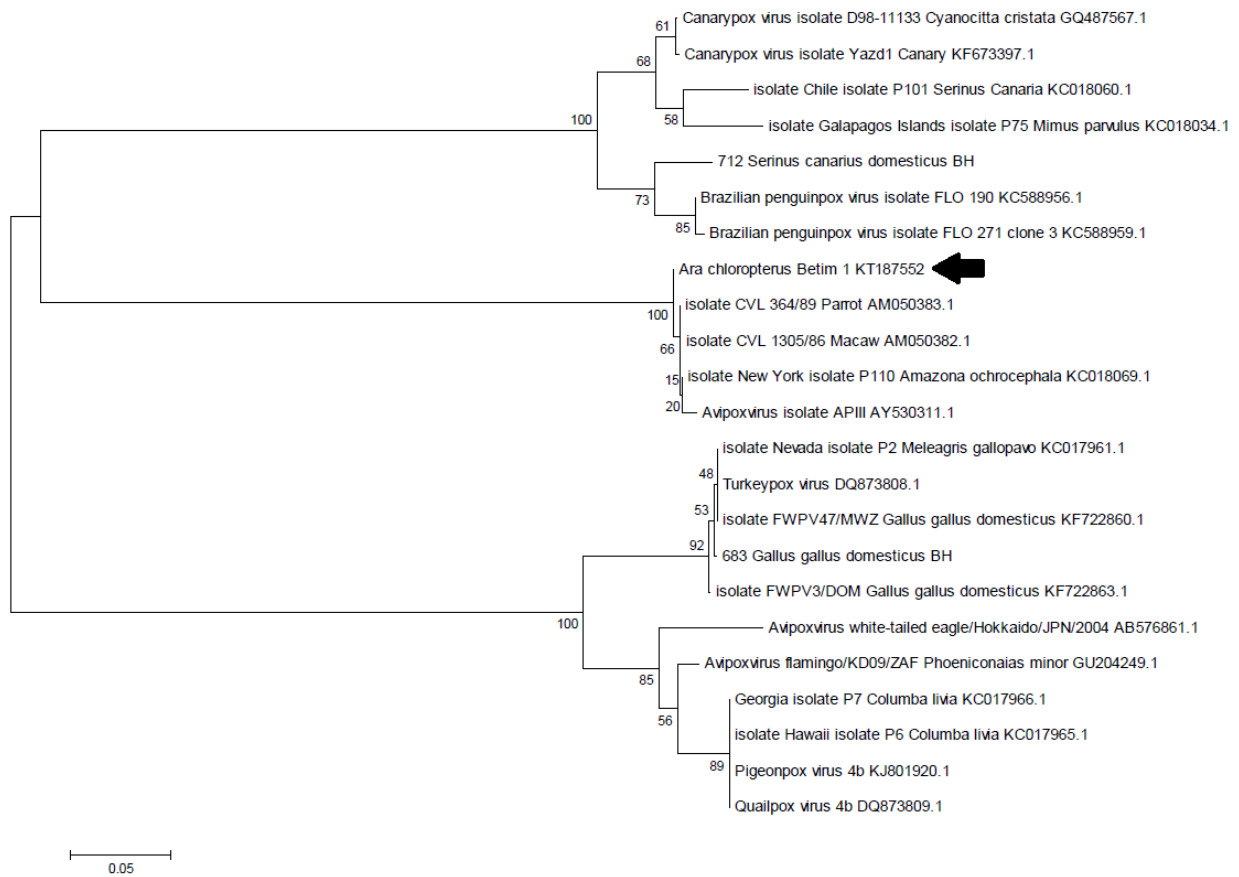 Canarypox virus isolate D98-11133 Cyanocitta cristata GQ487567.1
61
Canarypox virus isolate Yazd1 Canary KF673397.1
68
isolate Chile isolate P101 Serinus Canaria KC018060.1
100
58
isolate Galapagos Islands isolate P75 Mimus parvulus KC018034.1
712 Serinus canarius domesticus BH
73
Brazilian penguinpox virus isolate FLO 190 KC588956.1
85
Brazilian penguinpox virus isolate FLO 271 clone 3 KC588959.1
Ara chloropterus Betim 1 KT187552
isolate CVL 364/89 Parrot AM050383.1
100
isolate CVL 1305/86 Macaw AM050382.1
66
isolate New York isolate P110 Amazona ochrocephala KC018069.1
15
20
Avipoxvirus isolate APIII AY530311.1
isolate Nevada isolate P2 Meleagris gallopavo KC017961.1
48
Turkeypox virus DQ873808.1
53
isolate FWPV47/MWZ Gallus gallus domesticus KF722860.1
92
683 Gallus gallus domesticus BH
isolate FWPV3/DOM Gallus gallus domesticus KF722863.1
100
Avipoxvirus white-tailed eagle/Hokkaido/JPN/2004 AB576861.1
Avipoxvirus flamingo/KD09/ZAF Phoeniconaias minor GU204249.1
85
Georgia isolate P7 Columba livia KC017966.1
56
isolate Hawaii isolate P6 Columba livia KC017965.1
89
Pigeonpox virus 4b KJ801920.1
Quailpox virus 4b DQ873809.1
0.05